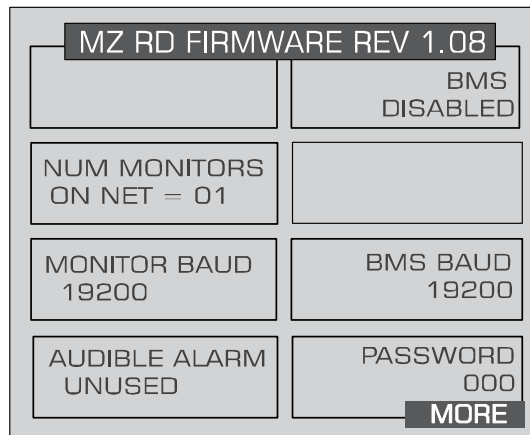 MZ RD FIRMWARE REV 1.08
BMS
DISABLED
NUM MONITORS
ON NET = 01
MONITOR BAUD
19200
BMS BAUD
19200
AUDIBLE ALARM
UNUSED
PASSWORD
000
MORE